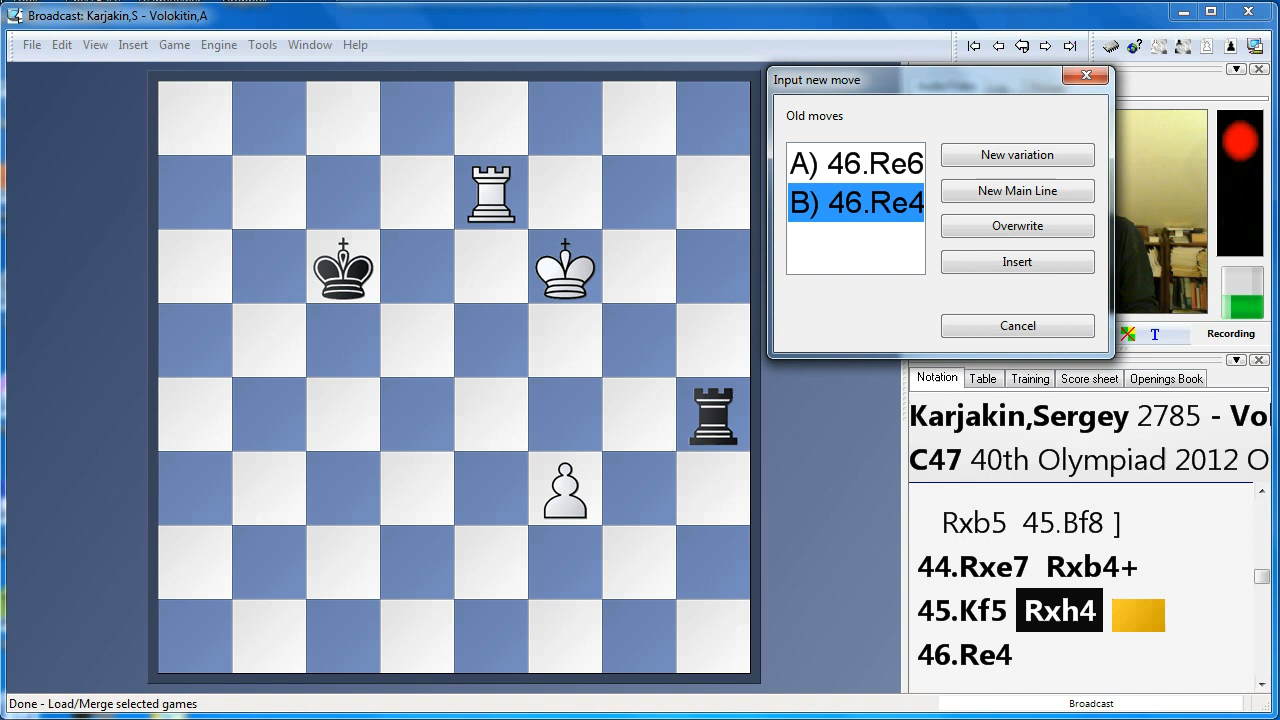 Broadcast: Karjakin,S - Volokitin,A
File Edit View Insert Game Engine Tools Window Help
Input new move
Old moves
A) 46.Re6
B) 46.Re4
New variation
New Main Line
Overwrite
Insert
Cancel
T
Recording
Notation Table Training Score sheet Openings Book
Karjakin,Sergey 2785 - Vo
C47 40th Olympiad 2012 O
Rxb5 45.Bf8 ]
44.Rxe7 Rxb4+
45.Kf5 Rxh4
46.Re4
Done - Load/Merge selected games
Broadcast